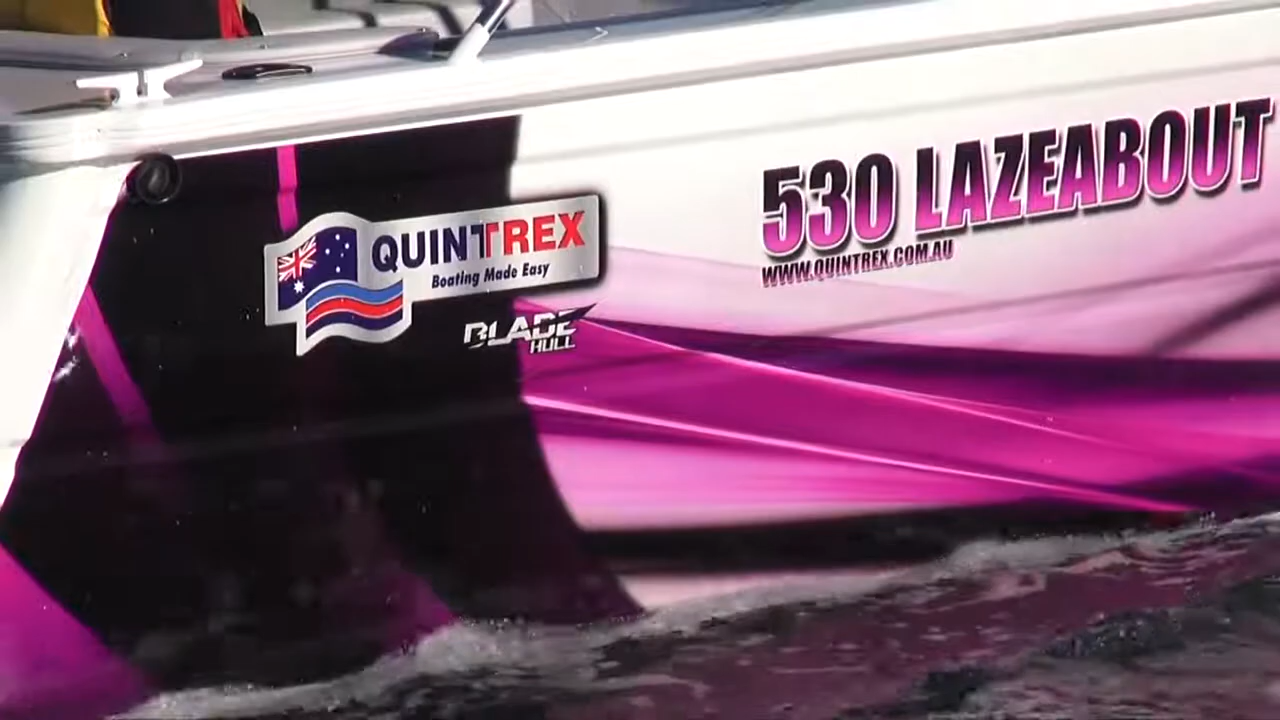 530 LAZEABOUT
WWW.QUINTREX.COM.AU
QUINTREX
Boating Made Easy
BLADE
HULL